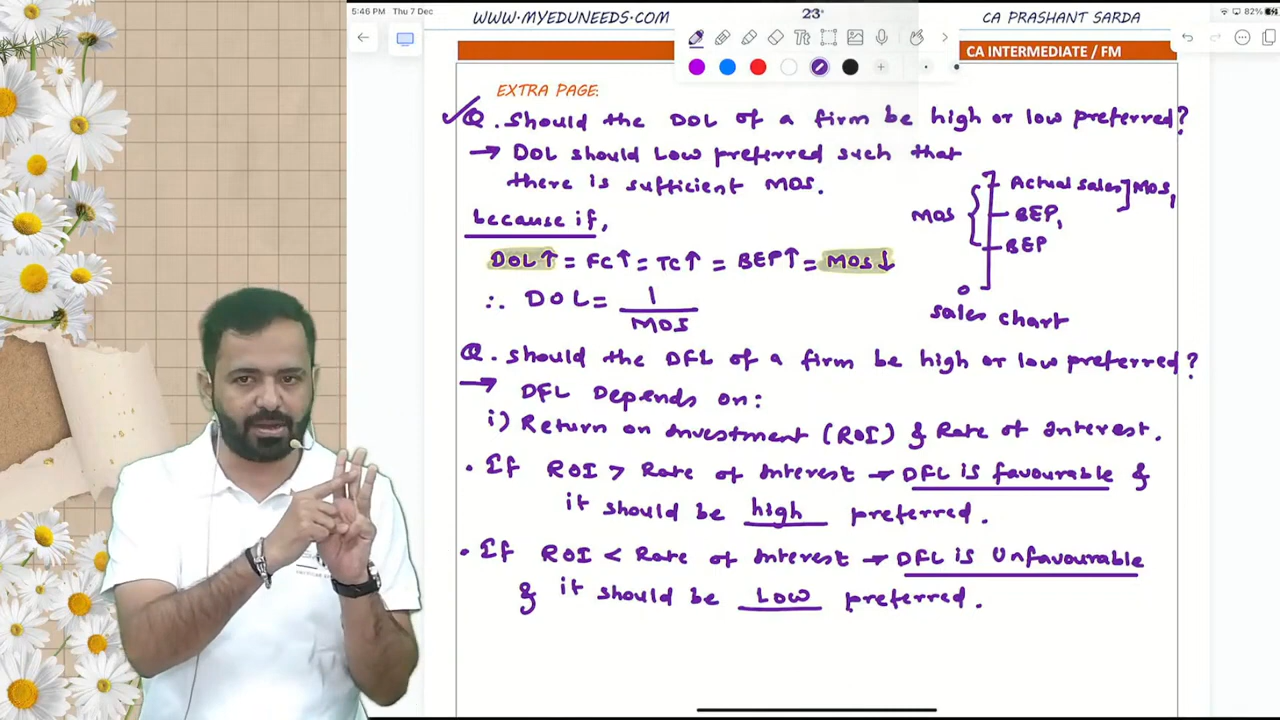 5:46 PM Thu 7 Dec
82%
WWW.MYEDUNEEDS.COM
23
CA PRASHANT SARDA
Tt
CA INTERMEDIATE / FM
EXTRA PAGE:
Q. Should the DOL of a firm be high or low preferred?
→ DOL should Low preferred such that
there is sufficient MOS.
because if,
DOL↑ = FC↑ = TC↑ = BEP↑ = MOS↓
∴ DOL = 1/MOS
MOS
Actual sales] MOS1
BEP1
BEP
0
sales chart
Q. Should the DFL of a firm be high or low preferred?
→ DFL Depends on:
i) Return on Investment (ROI) & Rate of Interest.
• If ROI > Rate of Interest → DFL is favourable &
it should be high preferred.
• If ROI < Rate of Interest → DFL is Unfavourable
& it should be Low preferred.